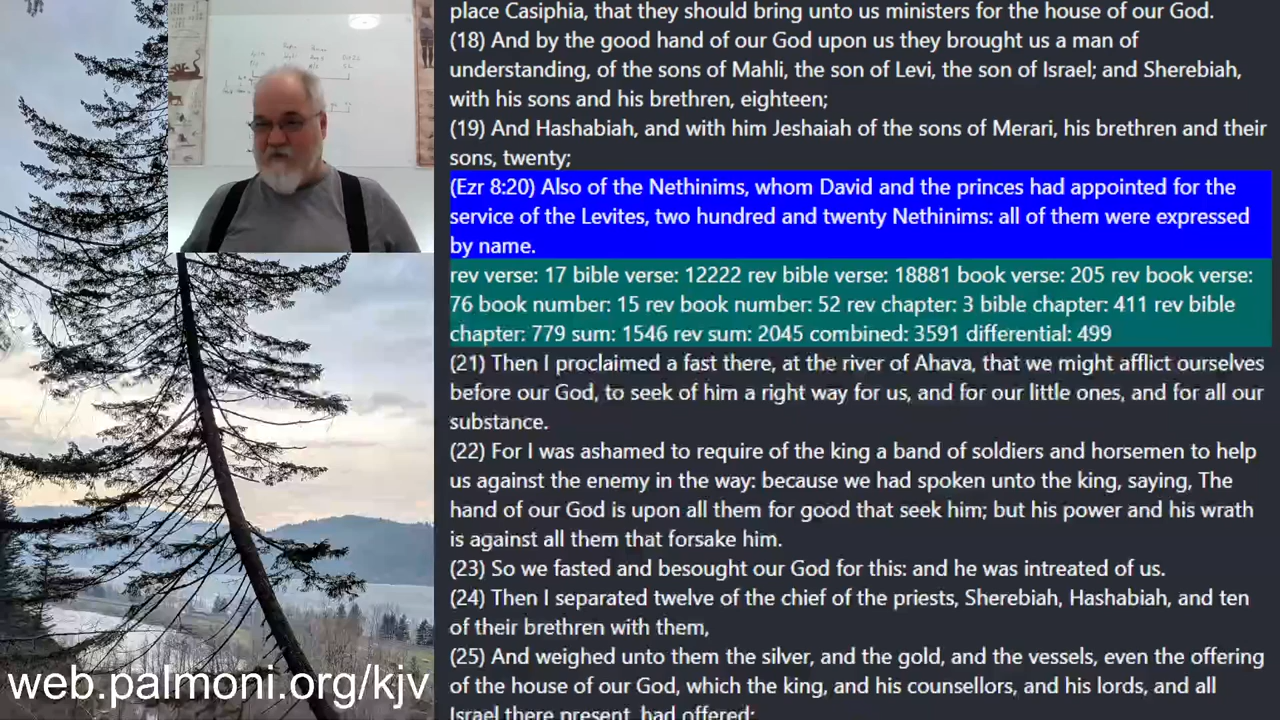 place Casiphia, that they should bring unto us ministers for the house of our God.
(18) And by the good hand of our God upon us they brought us a man of
understanding, of the sons of Mahli, the son of Levi, the son of Israel; and Sherebiah,
with his sons and his brethren, eighteen;
(19) And Hashabiah, and with him Jeshaiah of the sons of Merari, his brethren and their
sons, twenty;
(Ezr 8:20) Also of the Nethinims, whom David and the princes had appointed for the
service of the Levites, two hundred and twenty Nethinims: all of them were expressed
by name.
rev verse: 17 bible verse: 12222 rev bible verse: 18881 book verse: 205 rev book verse:
76 book number: 15 rev book number: 52 rev chapter: 3 bible chapter: 411 rev bible
chapter: 779 sum: 1546 rev sum: 2045 combined: 3591 differential: 499
(21) Then I proclaimed a fast there, at the river of Ahava, that we might afflict ourselves
before our God, to seek of him a right way for us, and for our little ones, and for all our
substance.
(22) For I was ashamed to require of the king a band of soldiers and horsemen to help
us against the enemy in the way: because we had spoken unto the king, saying, The
hand of our God is upon all them for good that seek him; but his power and his wrath
is against all them that forsake him.
(23) So we fasted and besought our God for this: and he was intreated of us.
(24) Then I separated twelve of the chief of the priests, Sherebiah, Hashabiah, and ten
of their brethren with them,
(25) And weighed unto them the silver, and the gold, and the vessels, even the offering
of the house of our God, which the king, and his counsellors, and his lords, and all
Israel there present, had offered:
web.palmoni.org/kjv